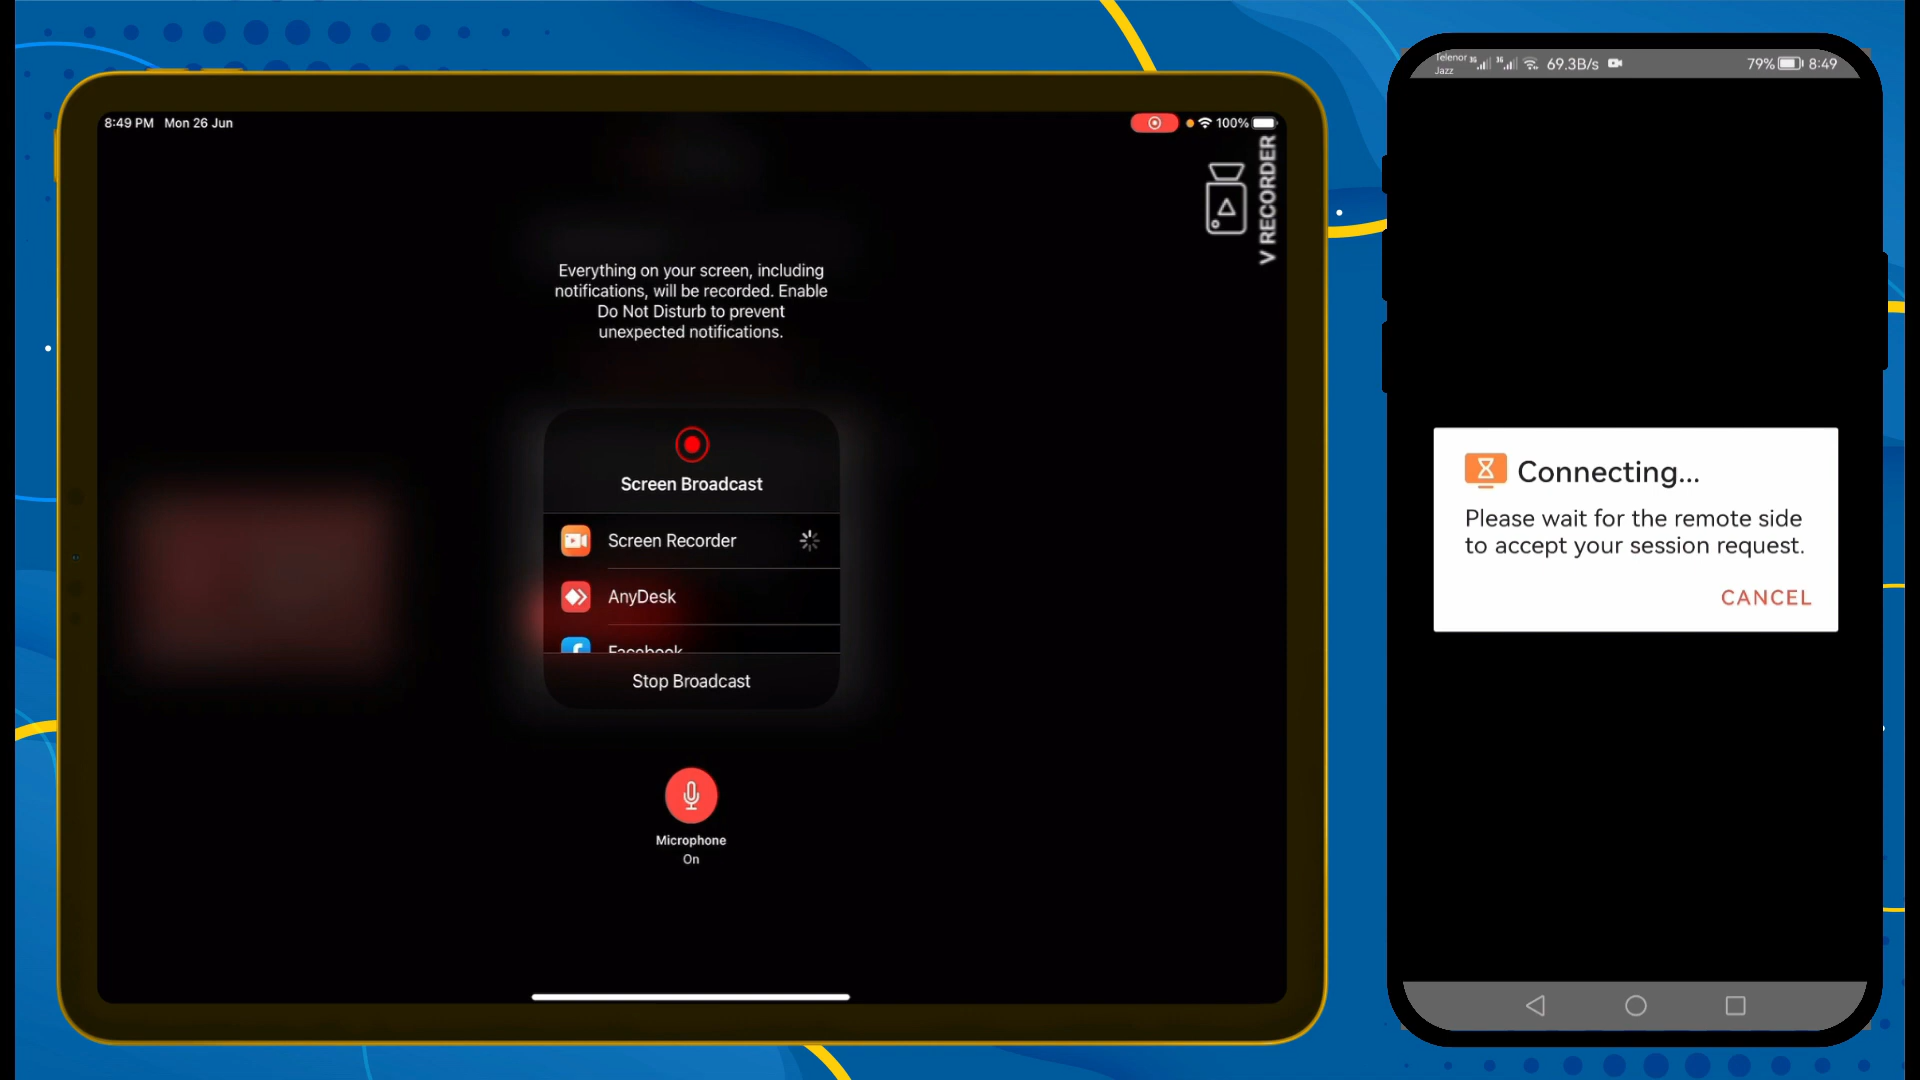 8:49 PM Mon 26 Jun
100%
V RECORDER
Everything on your screen, including
notifications, will be recorded. Enable
Do Not Disturb to prevent
unexpected notifications.
Screen Broadcast
Screen Recorder
AnyDesk
Facebook
Stop Broadcast
Microphone
On
Telenor 3G 3G 69.3B/s 79% 8:49
Jazz
Connecting...
Please wait for the remote side
to accept your session request.
CANCEL